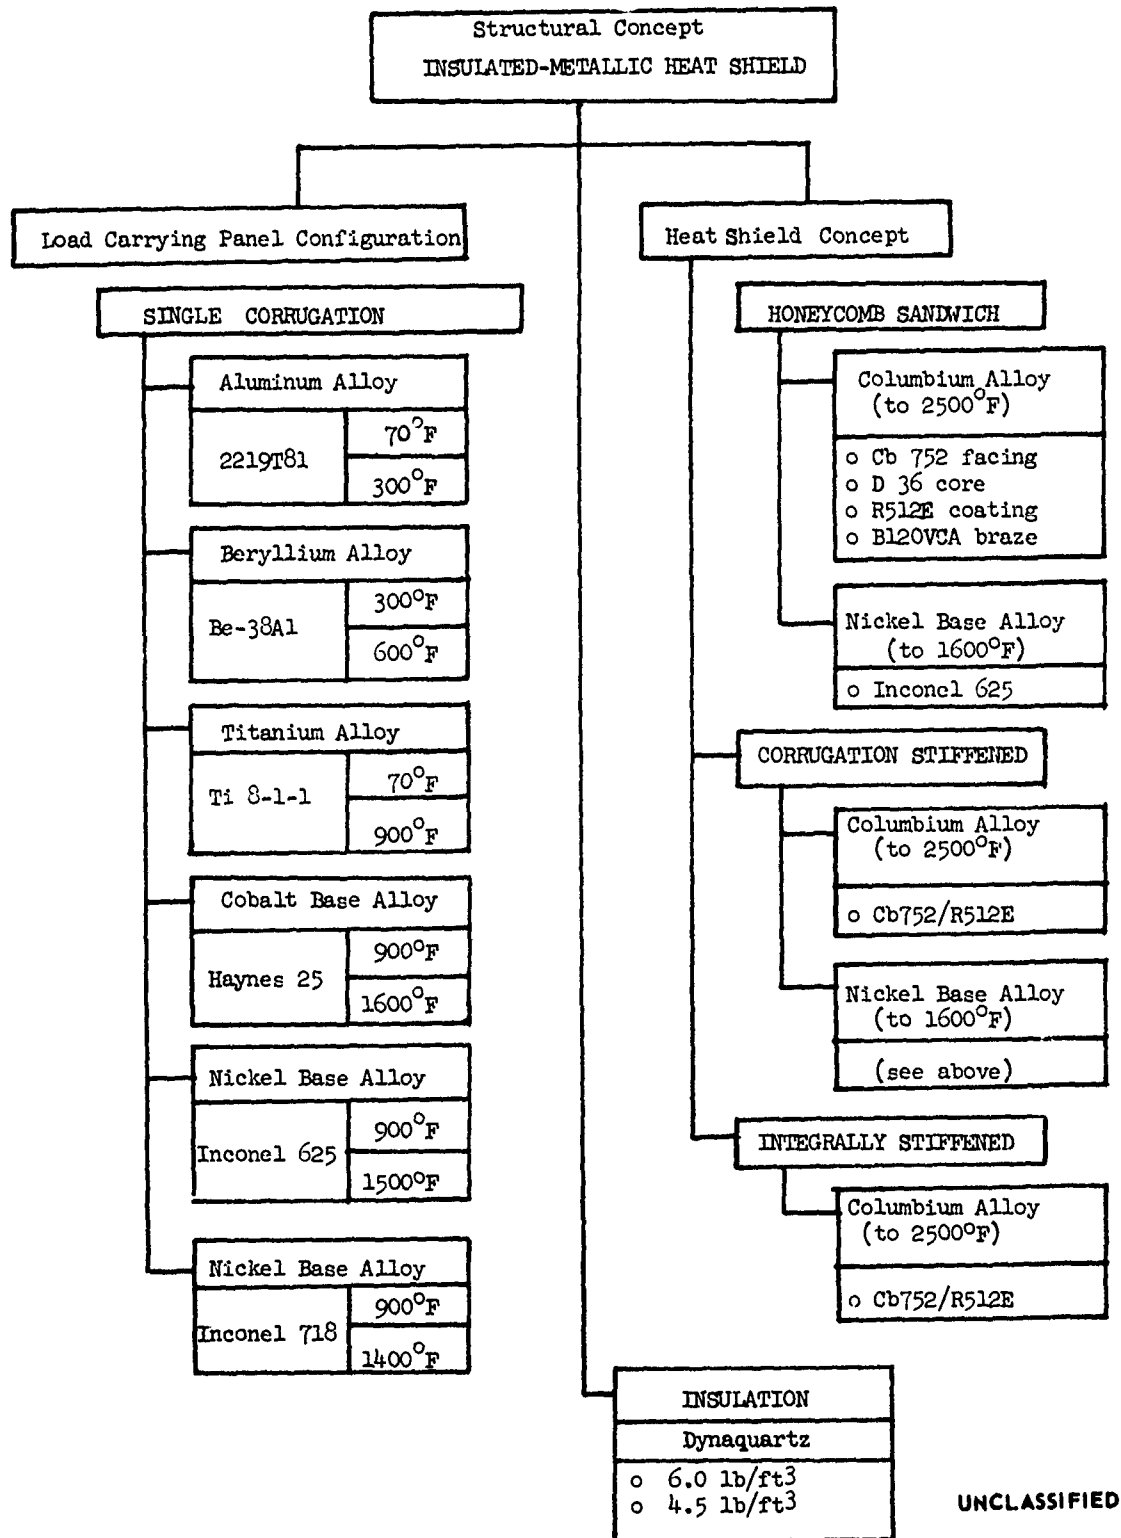 Structural Concept
INSULATED-METALLIC HEAT SHIELD
Load Carrying Panel Configuration
SINGLE CORRUGATION
Aluminum Alloy
2219T81
70°F
300°F
Beryllium Alloy
Be-38Al
300°F
600°F
Titanium Alloy
Ti 8-1-1
70°F
900°F
Cobalt Base Alloy
Haynes 25
900°F
1600°F
Nickel Base Alloy
Inconel 625
900°F
1500°F
Nickel Base Alloy
Inconel 718
900°F
1400°F
Heat Shield Concept
HONEYCOMB SANDWICH
Columbium Alloy
(to 2500°F)
o Cb 752 facing
o D 36 core
o R512E coating
o B120VCA braze
Nickel Base Alloy
(to 1600°F)
o Inconel 625
CORRUGATION STIFFENED
Columbium Alloy
(to 2500°F)
o Cb752/R512E
Nickel Base Alloy
(to 1600°F)
(see above)
INTEGRALLY STIFFENED
Columbium Alloy
(to 2500°F)
o Cb752/R512E
INSULATION
Dynaquartz
o 6.0 lb/ft3
o 4.5 lb/ft3
UNCLASSIFIED